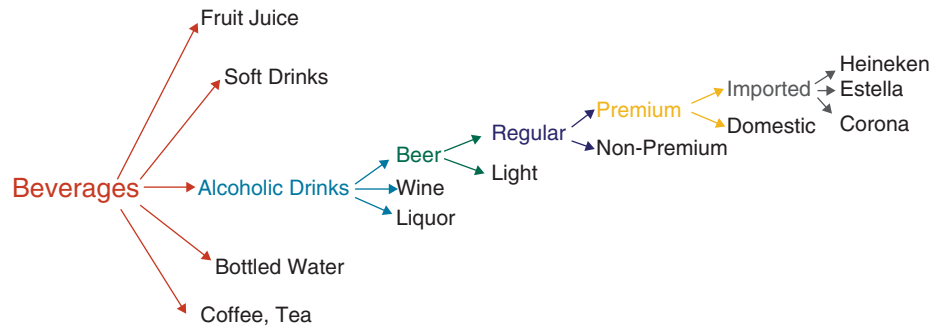 Beverages
Fruit Juice
Soft Drinks
Alcoholic Drinks
Bottled Water
Coffee, Tea
Beer
Wine
Liquor
Regular
Light
Premium
Non-Premium
Imported
Domestic
Heineken
Estella
Corona